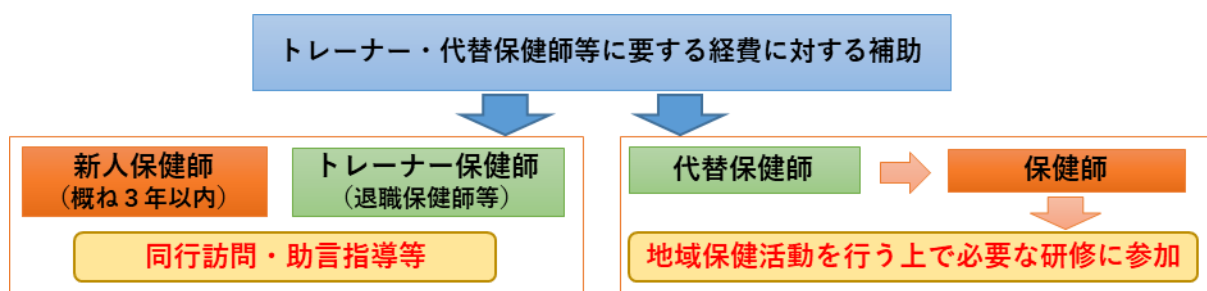 トレーナー・代替保健師等に要する経費に対する補助
新人保健師
（概ね３年以内）
トレーナー保健師
（退職保健師等）
同行訪問・助言指導等
代替保健師
保健師
地域保健活動を行う上で必要な研修に参加